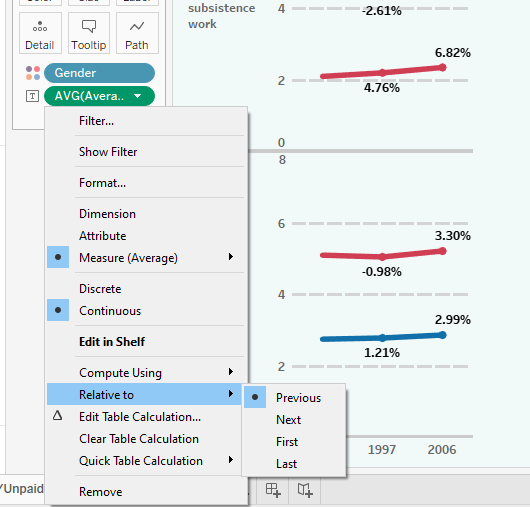 Detail
Tooltip
Path
Gender
AVG(Avera..
Filter...
Show Filter
Format...
Dimension
Attribute
Measure (Average)
Discrete
Continuous
Edit in Shelf
Compute Using
Relative to
Edit Table Calculation...
Clear Table Calculation
Quick Table Calculation
Remove
Previous
Next
First
Last
subsistence
work
4
-2.61%
6.82%
2
4.76%
0
8
6
3.30%
-0.98%
4
2.99%
1.21%
2
1997
2006
/Unpaid